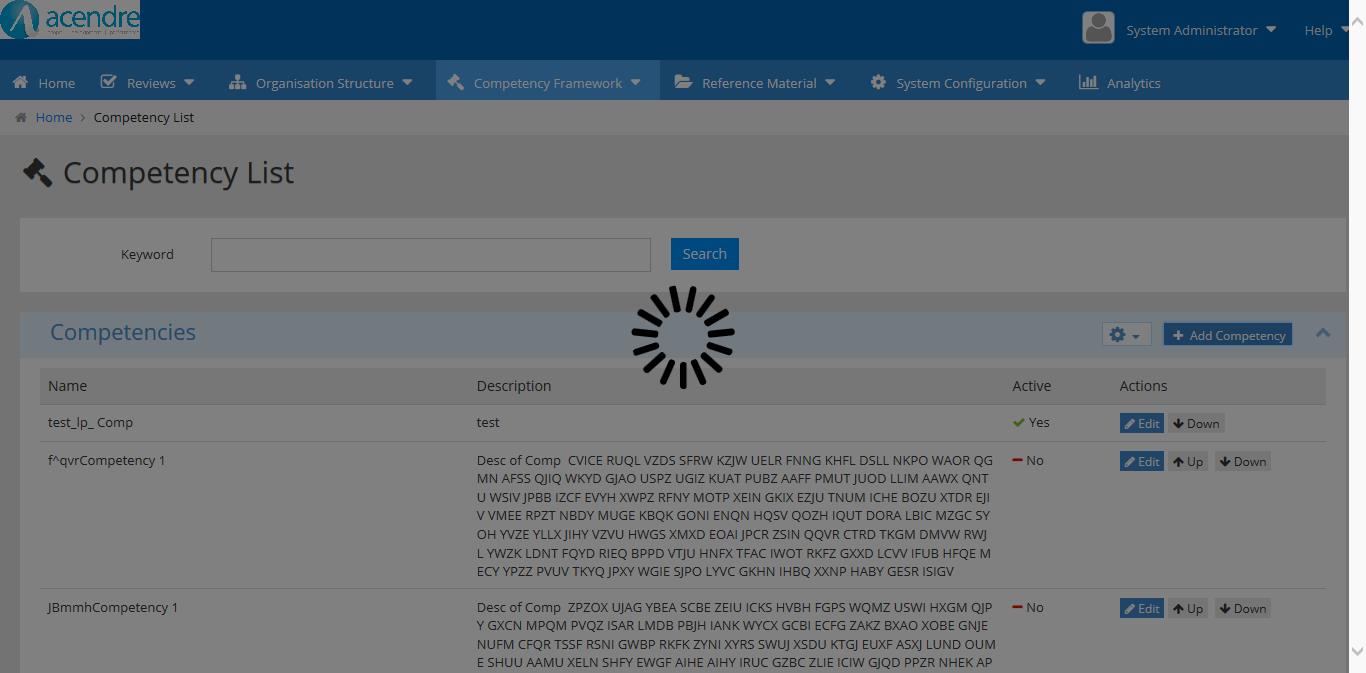 acendre
System Administrator
Help
Home
Reviews
Organisation Structure
Competency Framework
Reference Material
System Configuration
Analytics
Home > Competency List
Competency List
Keyword
Search
Competencies
Add Competency
Name Description Active Actions
test_lp_ Comp test Yes Edit Down
f^qvrCompetency 1 Desc of Comp CVICE RUQL VZDS SFRW KZJW UELR FNNG KHFL DSLL NKPO WAOR QG No Edit Up Down
MN AFSS QJIQ WKYD GJAO USPZ UGIZ KUAT PUBZ AAFF PMUT JUOD LLIM AAWX QNT
U WSIV JPBB IZCF EVYH XWPZ RFNY MOTP XEIN GKIX EZJU TNUM ICHE BOZU XTDR EJI
V VMEE RPZT NBDY MUGE KBQK GONI ENQN HQSV QOZH IQUT DORA LBIC MZGC SY
OH YVZE YLLX JIHY VZVU HWGS XMXD EOAI JPCR ZSIN QQVR CTRD TKGM DMVW RWJ
L YWZK LDNT FQYD RIEQ BPPD VTJU HNFX TFAC IWOT RKFZ GXXD LCVV IFUB HFQE M
ECY YPZZ PVUV TKYQ JPXY WGIE SJPO LYVC GKHN IHBQ XXNP HABY GESR ISIGV
JBmmhCompetency 1 Desc of Comp ZPZOX UJAG YBEA SCBE ZEIU ICKS HVBH FGPS WQMZ USWI HXGM QJP No Edit Up Down
Y GXCN MPQM PVQZ ISAR LMDB PBJH IANK WYCX GCBI ECFG ZAKZ BXAO XOBE GNJE
NUFM CFQR TSSF RSNI GWBP RKFK ZYNI XYRS SWUJ XSDU KTGJ EUXF ASXJ LUND OUM
E SHUU AAMU XELN SHFY EWGF AIHE AIHY IRUC GZBC ZLIE ICIW GJQD PPZR NHEK AP